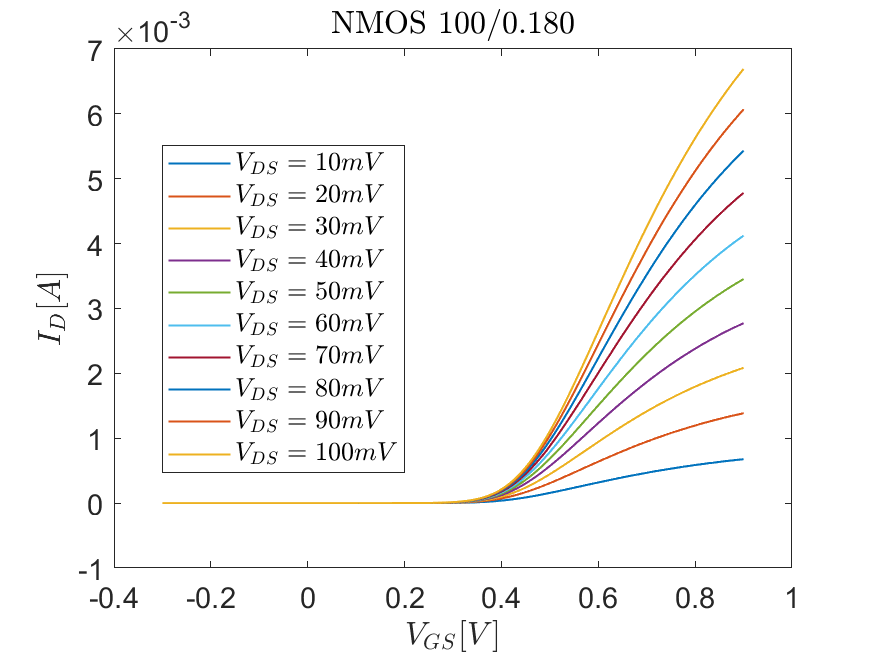 NMOS 100/0.180
×10⁻³
7
6
5
4
3
2
1
0
-1
I_D[A]
V_DS = 10mV
V_DS = 20mV
V_DS = 30mV
V_DS = 40mV
V_DS = 50mV
V_DS = 60mV
V_DS = 70mV
V_DS = 80mV
V_DS = 90mV
V_DS = 100mV
-0.4 -0.2 0 0.2 0.4 0.6 0.8 1
V_GS[V]